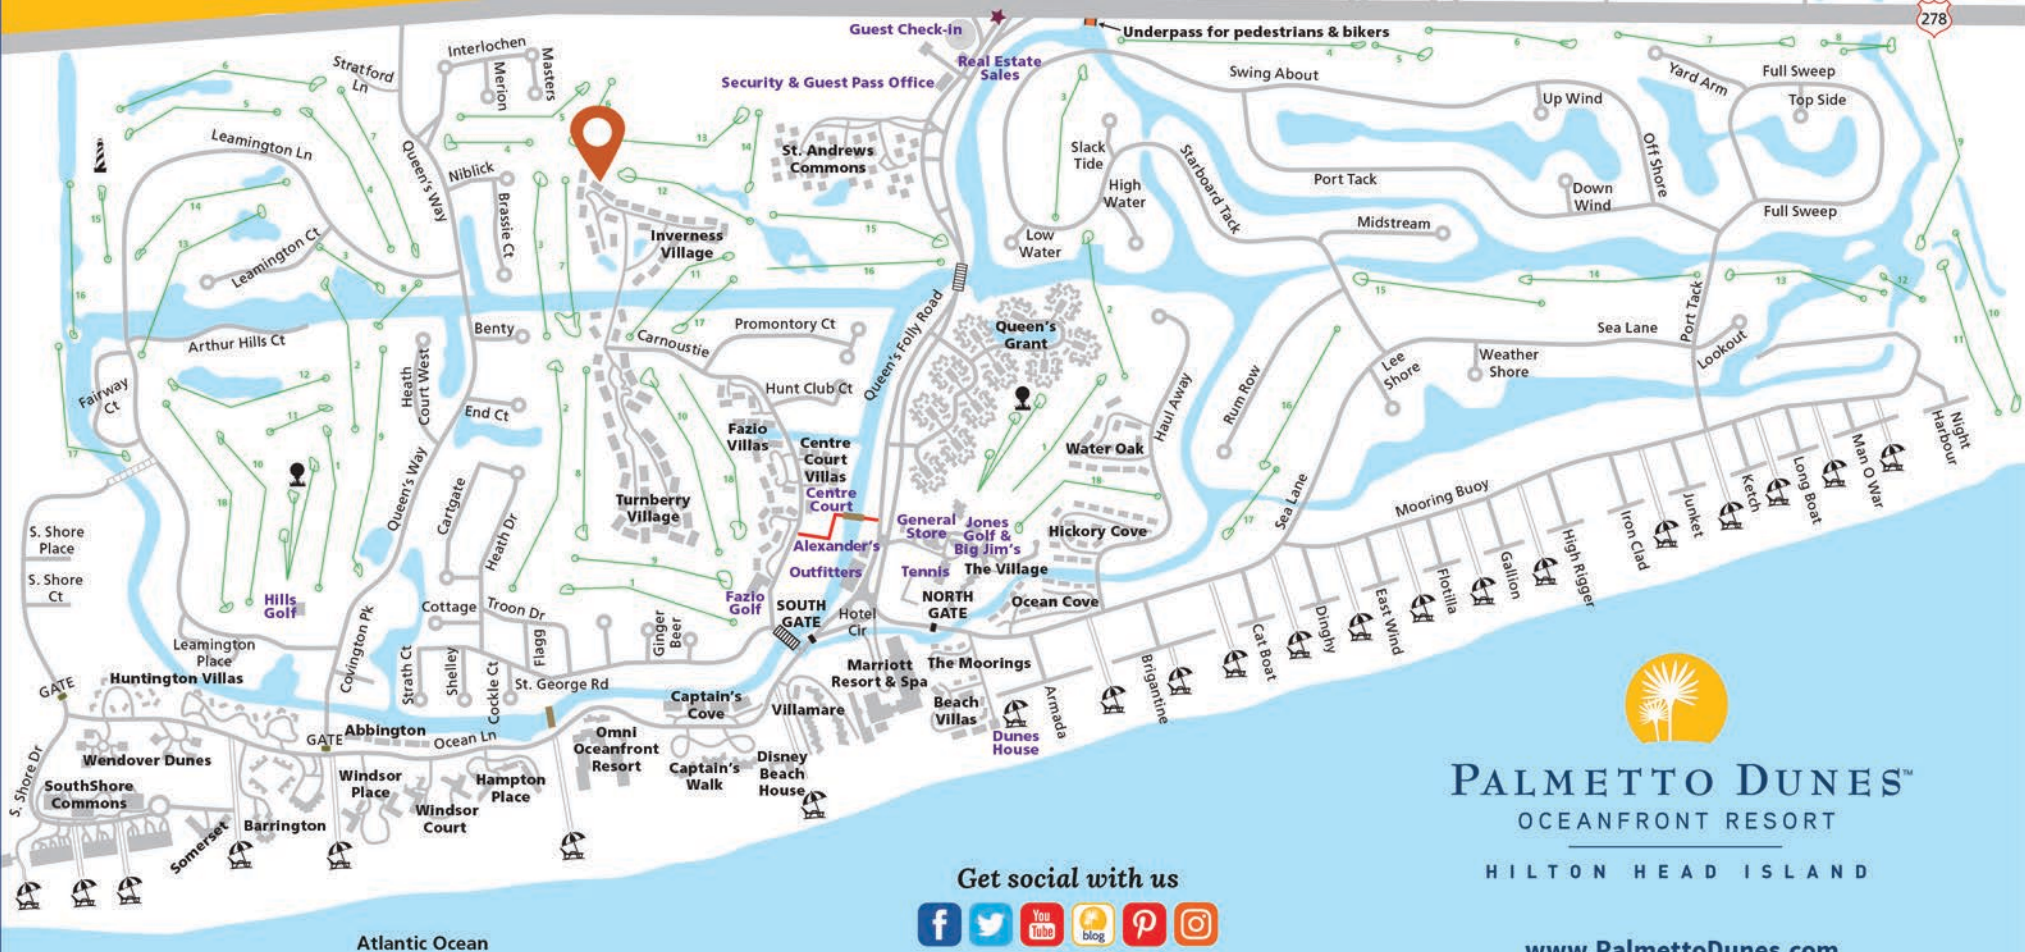 278
Guest Check-in
Underpass for pedestrians & bikers
Real Estate
Sales
Security & Guest Pass Office
Stratford
Ln
Interlochen
Merion
Masters
Leamington Ln
Queen's Way
Niblick
Brassie Ct
Leamington Ct
St. Andrews
Commons
Inverness
Village
Slack
Tide
High
Water
Low
Water
Swing About
Starboard Tack
Port Tack
Up Wind
Down
Wind
Off Shore
Yard Arm
Full Sweep
Top Side
Full Sweep
Midstream
Arthur Hills Ct
Fairway
Ct
Benty
Heath
Court West
End Ct
Carnoustie
Promontory Ct
Hunt Club Ct
Queen's Folly Road
Queen's
Grant
Haul Away
Rum Row
Lee
Shore
Weather
Shore
Sea Lane
Port Tack
Lookout
Night
Harbour
Fazio
Villas
Centre
Court
Villas
Centre
Court
Water Oak
Queen's Way
Cartgate
Heath Dr
Turnberry
Village
Alexander's
Outfitters
General
Store
Jones
Golf &
Big Jim's
Tennis
The Village
Hickory Cove
Sea Lane
Mooring Buoy
Man O War
Long Boat
Ketch
Junket
Iron Clad
High Rigger
Gallion
Flotilla
East Wind
Dinghy
Cat Boat
Brigantine
Armada
S. Shore
Place
S. Shore
Ct
Hills
Golf
Leamington
Place
Covington Pk
Cottage
Troon Dr
Flagg
Ginger
Beer
Fazio
Golf
SOUTH
GATE
Hotel
Cir
NORTH
GATE
Ocean Cove
Strath Ct
Shelley
Cockle Ct
St. George Rd
Marriott
Resort & Spa
The Moorings
Beach
Villas
Dunes
House
GATE
Huntington Villas
Abbington
GATE
Ocean Ln
Captain's
Cove
Villamare
Omni
Oceanfront
Resort
Captain's
Walk
Disney
Beach
House
S. Shore Dr
Wendover Dunes
SouthShore
Commons
Somerset
Barrington
Windsor
Place
Windsor
Court
Hampton
Place
PALMETTO DUNES™
OCEANFRONT RESORT
HILTON HEAD ISLAND
Get social with us
You
Tube
blog
Atlantic Ocean
www.PalmettoDunes.com